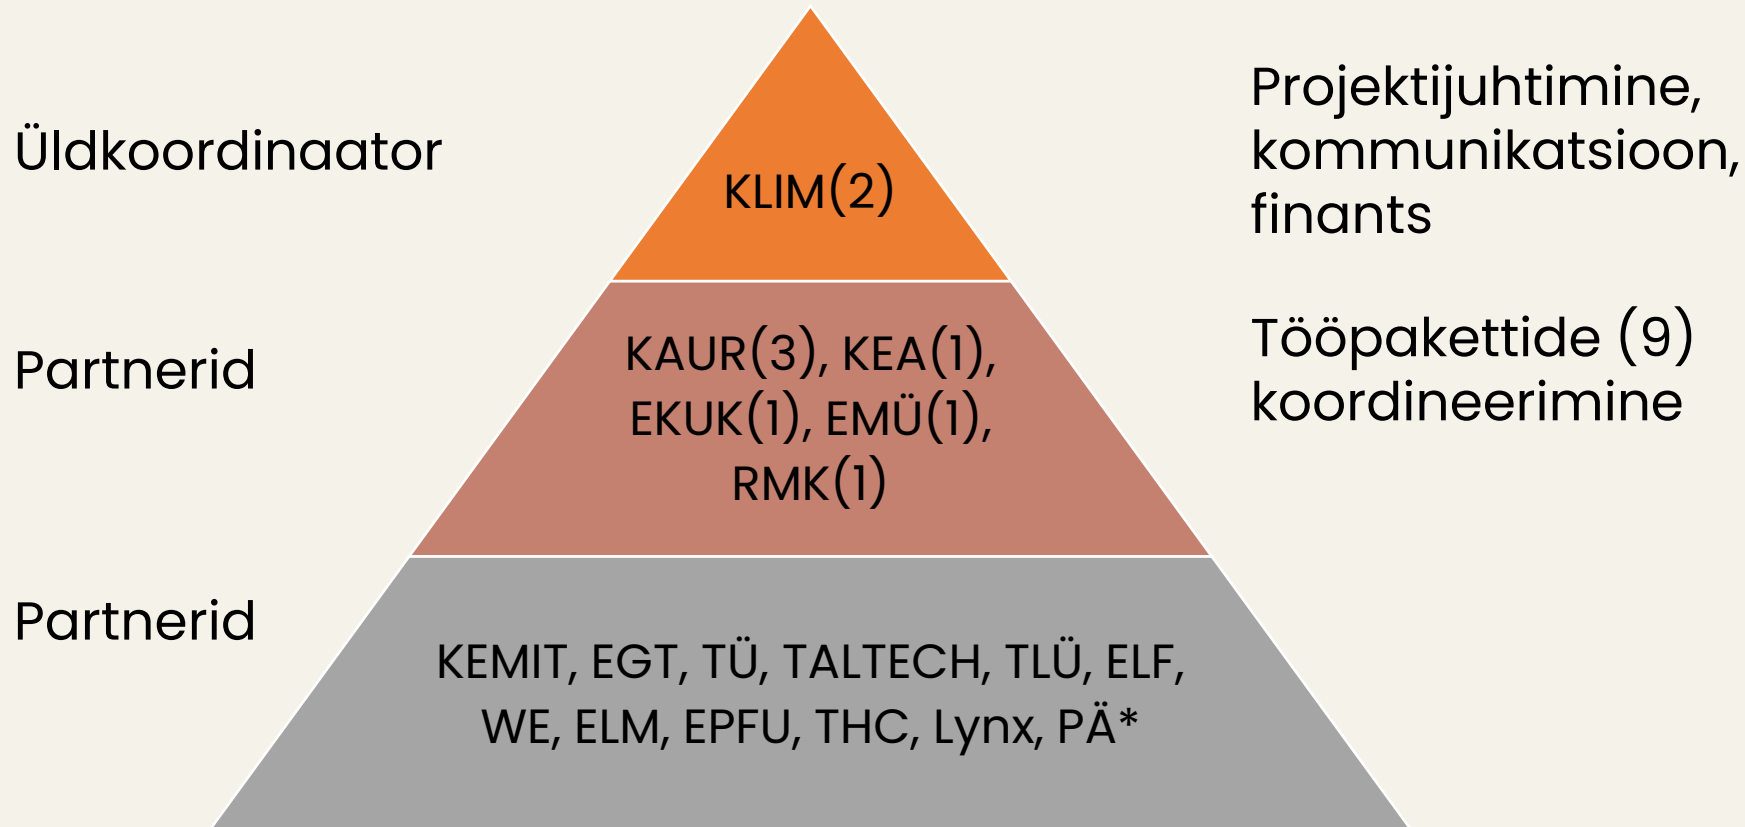 Üldkoordinaator
KLIM(2)
Projektijuhtimine,
kommunikatsioon,
finants
Partnerid
KAUR(3), KEA(1),
EKUK(1), EMÜ(1),
RMK(1)
Tööpakettide (9)
koordineerimine
Partnerid
KEMIT, EGT, TÜ, TALTECH, TLÜ, ELF,
WE, ELM, EPFU, THC, Lynx, PÄ*